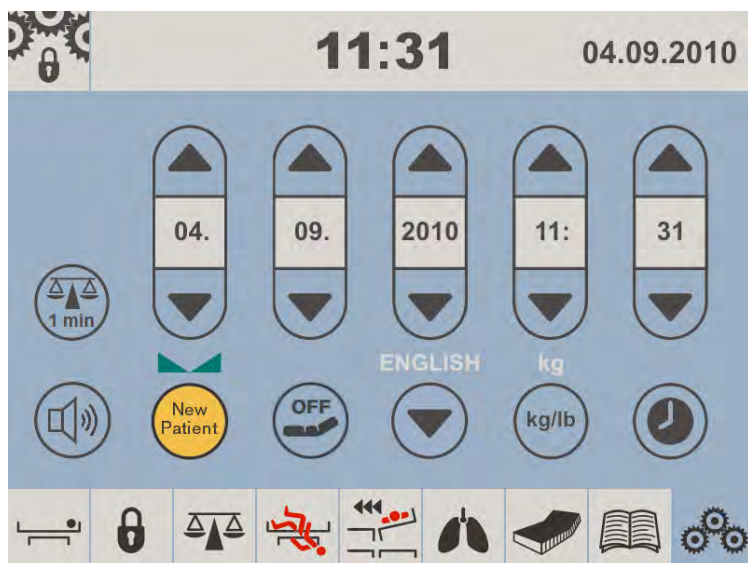 11:31 04.09.2010
04. 09. 2010 11: 31
1 min
ENGLISH kg
New
Patient
OFF
kg/lb